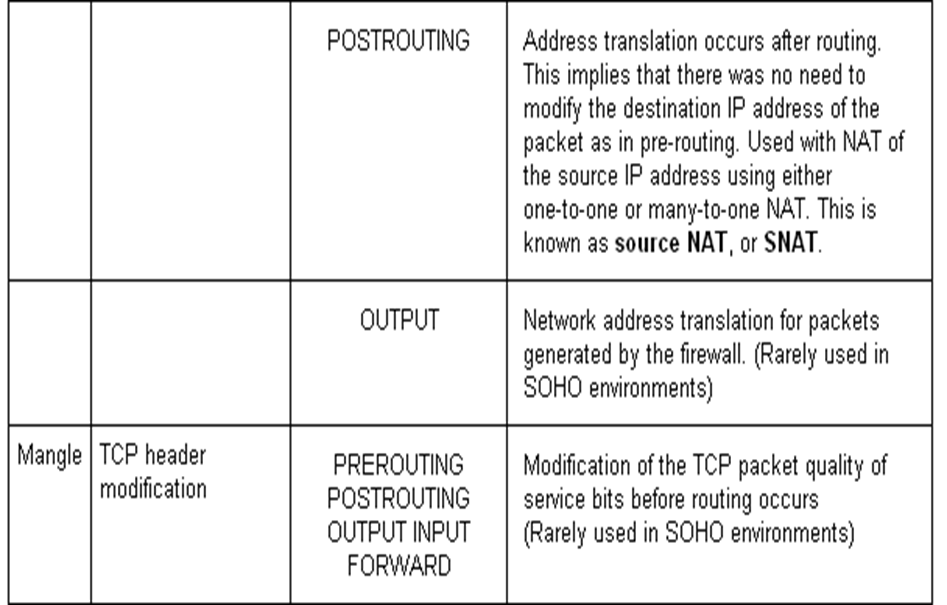 POSTROUTING
Address translation occurs after routing.
This implies that there was no need to
modify the destination IP address of the
packet as in pre-routing. Used with NAT of
the source IP address using either
one-to-one or many-to-one NAT. This is
known as source NAT, or SNAT.
OUTPUT
Network address translation for packets
generated by the firewall. (Rarely used in
SOHO environments)
Mangle
TCP header
modification
PREROUTING
POSTROUTING
OUTPUT INPUT
FORWARD
Modification of the TCP packet quality of
service bits before routing occurs
(Rarely used in SOHO environments)